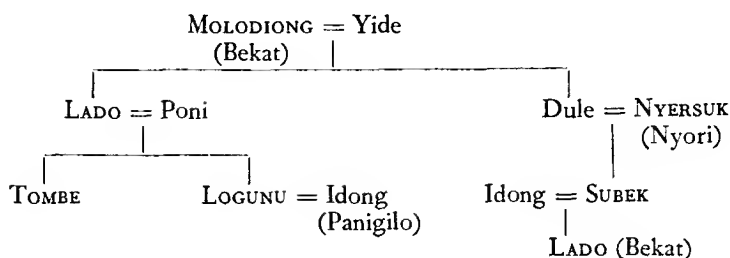 MOLODIONG = Yide
(Bekat)
LADO = Poni
Dule = NYERSUK
(Nyori)
TOMBE
LOGUNU = Idong
(Panigilo)
Idong = SUBEK
LADO (Bekat)